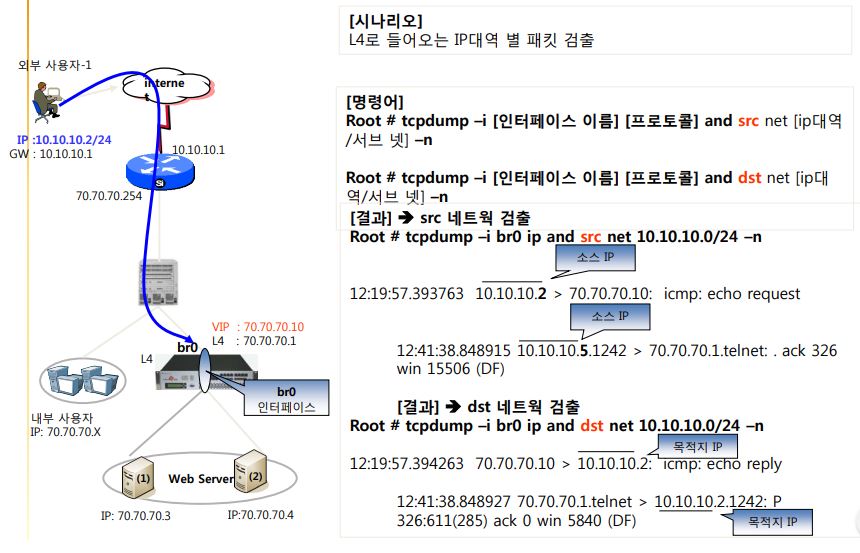 [시나리오]
L4로 들어오는 IP대역 별 패킷 검출
외부 사용자-1
interne
t
IP :10.10.10.2/24
GW : 10.10.10.1
10.10.10.1
Si
70.70.70.254
VIP : 70.70.70.10
L4 : 70.70.70.1
br0
L4
br0
인터페이스
내부 사용자
IP: 70.70.70.X
(1)
Web Server
(2)
IP: 70.70.70.3
IP:70.70.70.4
[명령어]
Root # tcpdump –i [인터페이스 이름] [프로토콜] and src net [ip대역
/서브 넷] –n
Root # tcpdump –i [인터페이스 이름] [프로토콜] and dst net [ip대
역/서브 넷] –n
[결과] ➔ src 네트웍 검출
Root # tcpdump –i br0 ip and src net 10.10.10.0/24 –n
소스 IP
12:19:57.393763 10.10.10.2 > 70.70.70.10: icmp: echo request
소스 IP
12:41:38.848915 10.10.10.5.1242 > 70.70.70.1.telnet: . ack 326
win 15506 (DF)
[결과] ➔ dst 네트웍 검출
Root # tcpdump –i br0 ip and dst net 10.10.10.0/24 –n
목적지 IP
12:19:57.394263 70.70.70.10 > 10.10.10.2: icmp: echo reply
12:41:38.848927 70.70.70.1.telnet > 10.10.10.2.1242: P
326:611(285) ack 0 win 5840 (DF)
목적지 IP